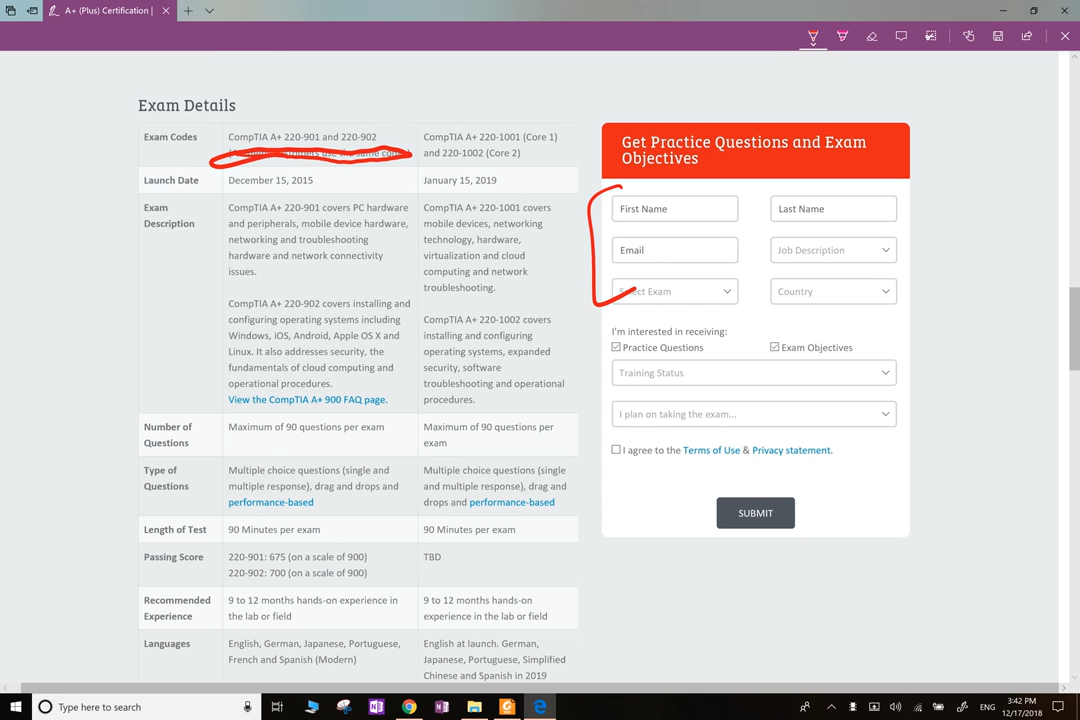 A+ (Plus) Certification |
Exam Details
Exam Codes
CompTIA A+ 220-901 and 220-902
use the same
CompTIA A+ 220-1001 (Core 1)
and 220-1002 (Core 2)
Launch Date
December 15, 2015
January 15, 2019
Exam
Description
CompTIA A+ 220-901 covers PC hardware
and peripherals, mobile device hardware,
networking and troubleshooting
hardware and network connectivity
issues.
CompTIA A+ 220-902 covers installing and
configuring operating systems including
Windows, iOS, Android, Apple OS X and
Linux. It also addresses security, the
fundamentals of cloud computing and
operational procedures.
View the CompTIA A+ 900 FAQ page.
CompTIA A+ 220-1001 covers
mobile devices, networking
technology, hardware,
virtualization and cloud
computing and network
troubleshooting.
CompTIA A+ 220-1002 covers
installing and configuring
operating systems, expanded
security, software
troubleshooting and operational
procedures.
Number of
Questions
Maximum of 90 questions per exam
Maximum of 90 questions per
exam
Type of
Questions
Multiple choice questions (single and
multiple response), drag and drops and
performance-based
Multiple choice questions (single
and multiple response), drag and
drops and performance-based
Length of Test
90 Minutes per exam
90 Minutes per exam
Passing Score
220-901: 675 (on a scale of 900)
220-902: 700 (on a scale of 900)
TBD
Recommended
Experience
9 to 12 months hands-on experience in
the lab or field
9 to 12 months hands-on
experience in the lab or field
Languages
English, German, Japanese, Portuguese,
French and Spanish (Modern)
English at launch. German,
Japanese, Portuguese, Simplified
Chinese and Spanish in 2019
Get Practice Questions and Exam
Objectives
First Name
Last Name
Email
Job Description
Select Exam
Country
I'm interested in receiving:
Practice Questions
Exam Objectives
Training Status
I plan on taking the exam...
I agree to the Terms of Use & Privacy statement.
SUBMIT
Type here to search
ENG
3:42 PM
12/17/2018